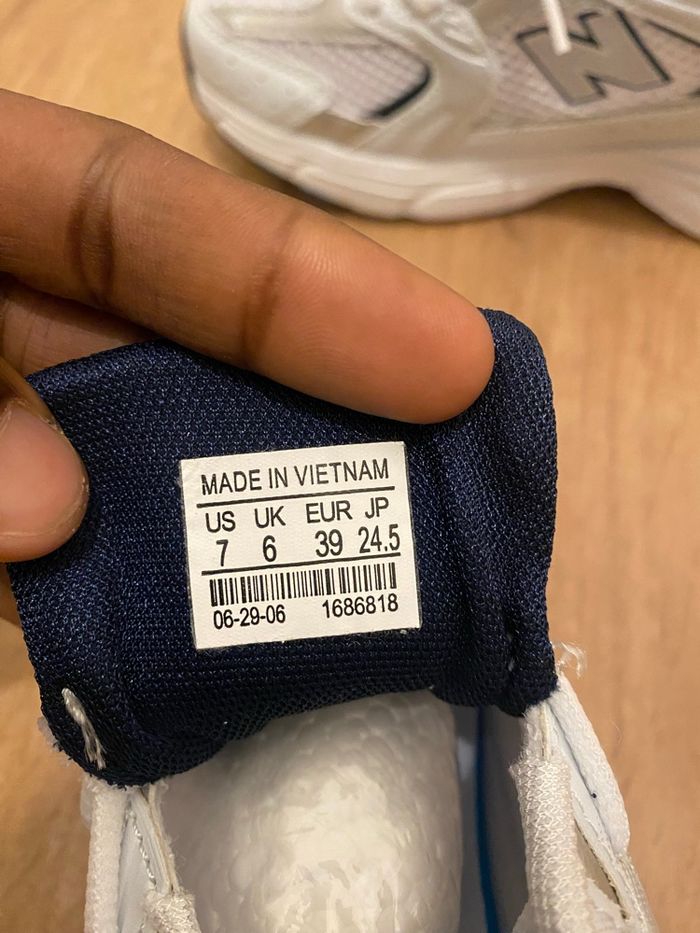 N
MADE IN VIETNAM
US UK EUR JP
7 6 39 24.5
06-29-06 1686818